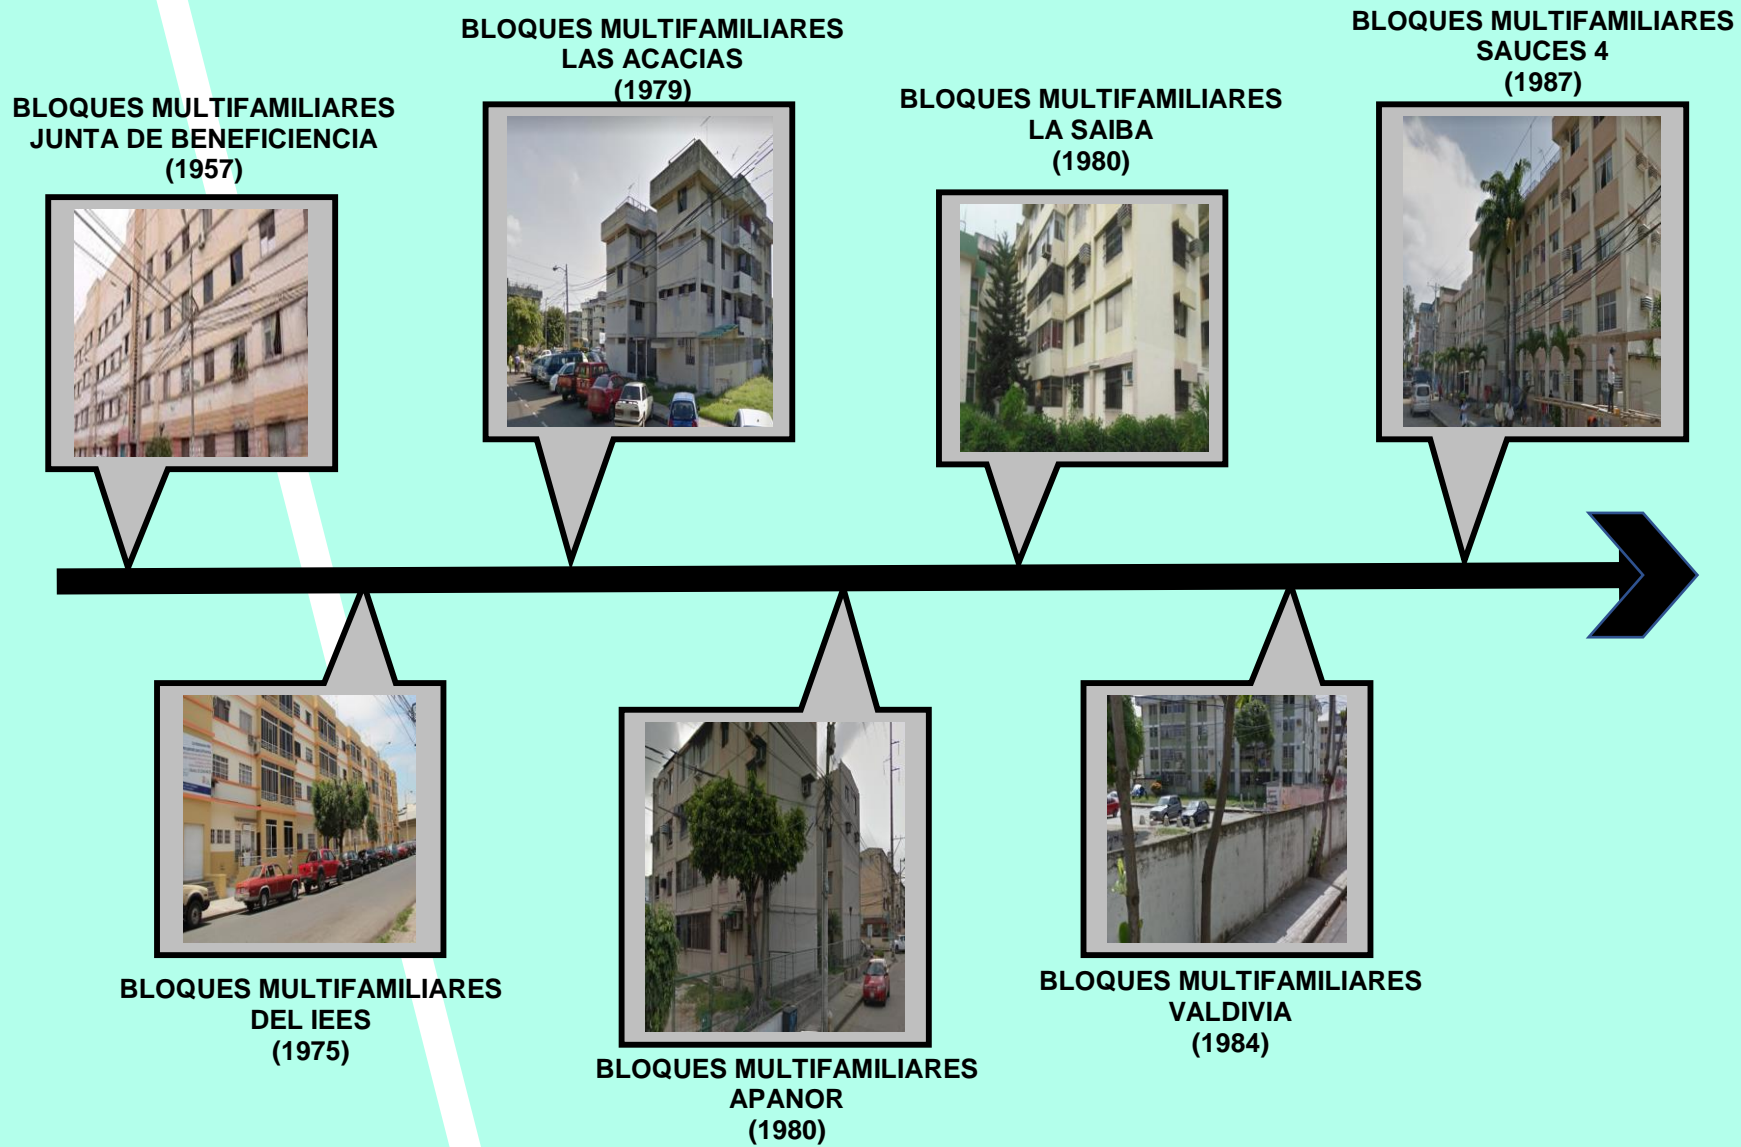 BLOQUES MULTIFAMILIARES
JUNTA DE BENEFICIENCIA
(1957)
BLOQUES MULTIFAMILIARES
LAS ACACIAS
(1979)
BLOQUES MULTIFAMILIARES
LA SAIBA
(1980)
BLOQUES MULTIFAMILIARES
SAUCES 4
(1987)
BLOQUES MULTIFAMILIARES
DEL IEES
(1975)
BLOQUES MULTIFAMILIARES
APANOR
(1980)
BLOQUES MULTIFAMILIARES
VALDIVIA
(1984)